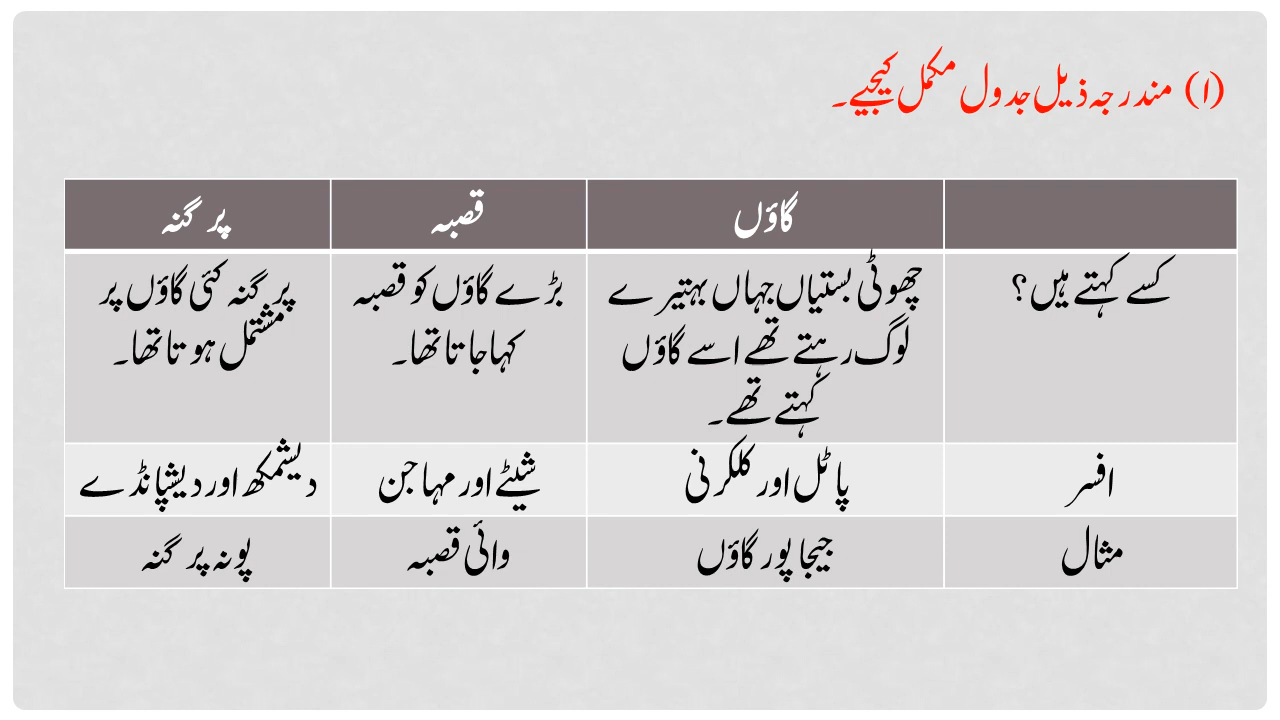 (۱) مندرجہ ذیل جدول مکمل کیجیے۔
گاؤں قصبہ پرگنہ
کسے کہتے ہیں؟ چھوٹی بستیاں جہاں بہتیرے بڑے گاؤں کو قصبہ پرگنہ کئی گاؤں پر
لوگ رہتے تھے اسے گاؤں کہا جاتا تھا۔ مشتمل ہوتا تھا۔
کہتے تھے۔
افسر پاٹل اور کلکرنی شیٹے اور مہاجن دیشمکھ اور دیشپانڈے
مثال جیجاپور گاؤں وائی قصبہ پونہ پرگنہ